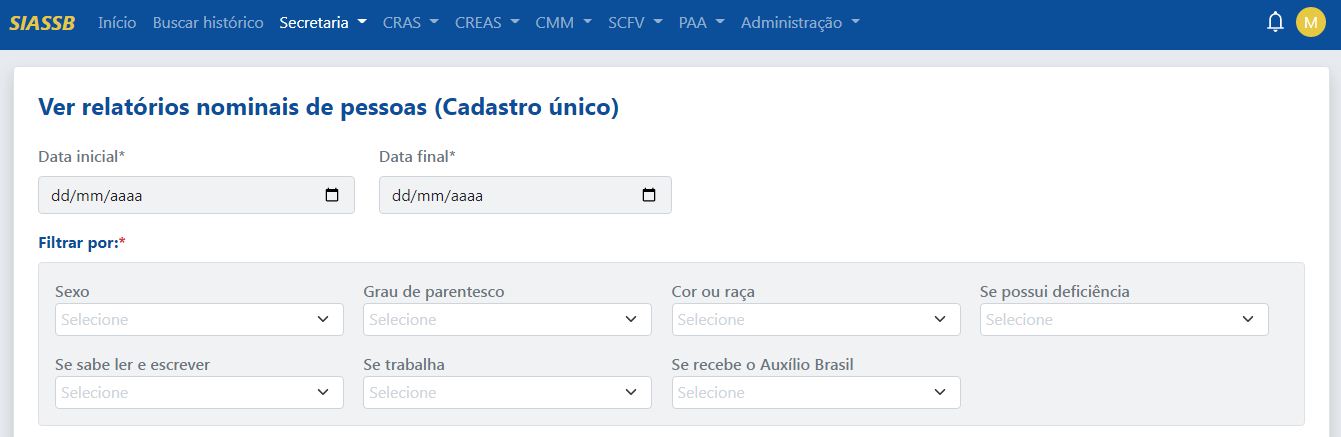 SIASSB Início Buscar histórico Secretaria CRAS CREAS CMM SCFV PAA Administração M
Ver relatórios nominais de pessoas (Cadastro único)
Data inicial* Data final*
dd/mm/aaaa dd/mm/aaaa
Filtrar por:*
Sexo Grau de parentesco Cor ou raça Se possui deficiência
Selecione Selecione Selecione Selecione
Se sabe ler e escrever Se trabalha Se recebe o Auxílio Brasil
Selecione Selecione Selecione